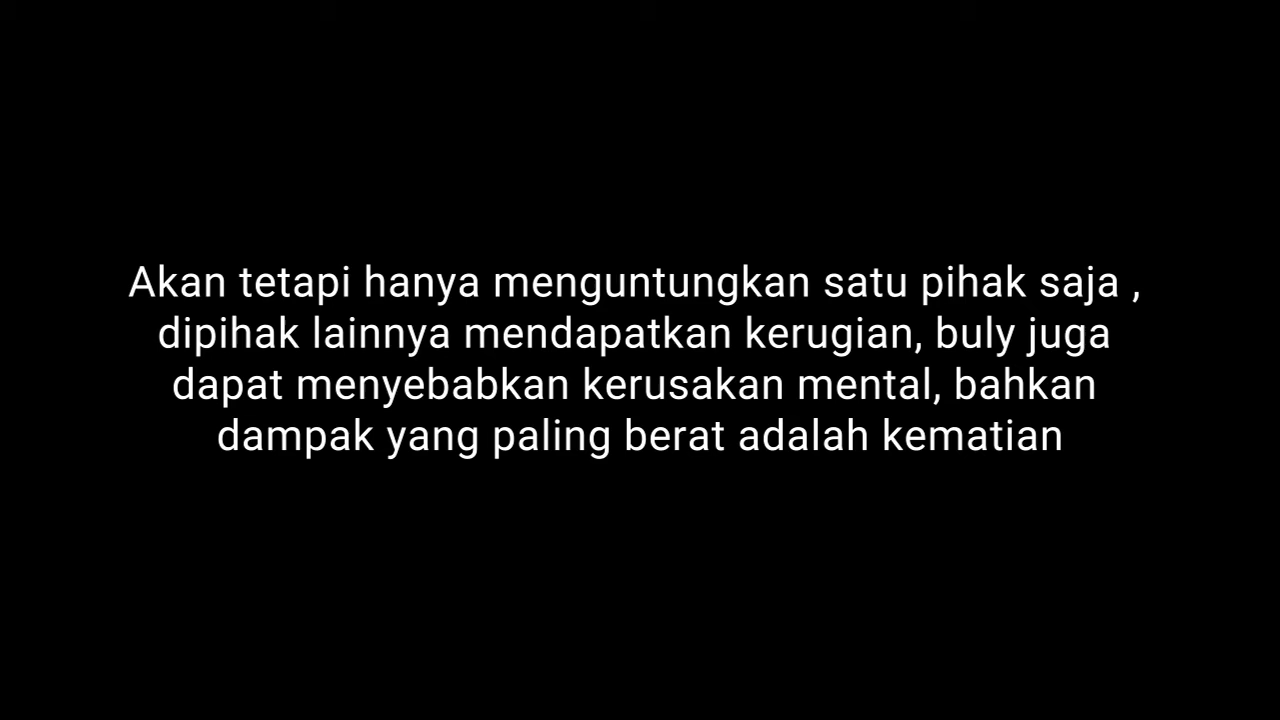 Akan tetapi hanya menguntungkan satu pihak saja ,
dipihak lainnya mendapatkan kerugian, buly juga
dapat menyebabkan kerusakan mental, bahkan
dampak yang paling berat adalah kematian